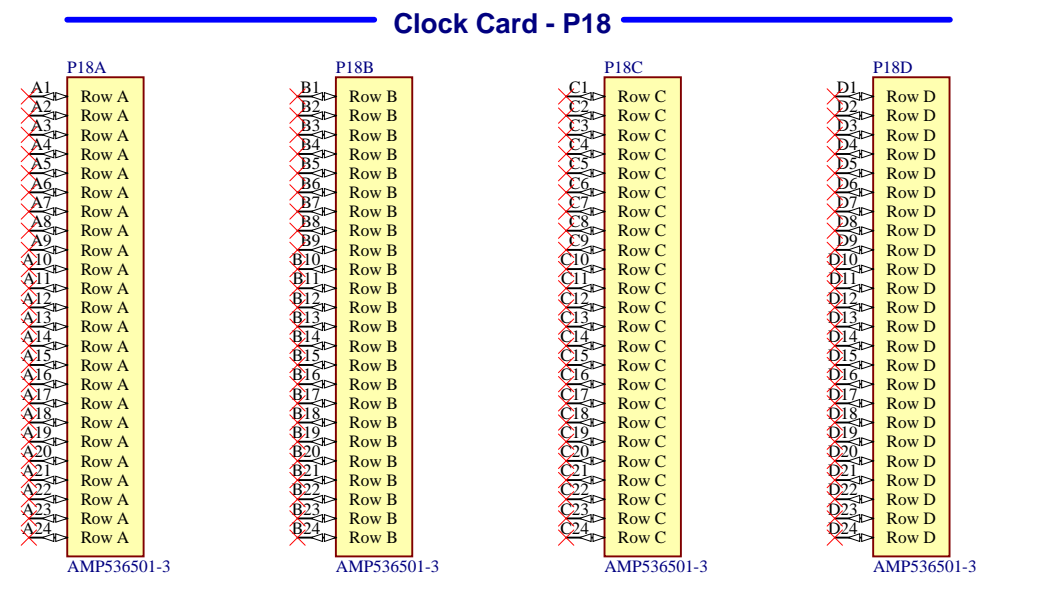 Clock Card - P18
P18A P18B P18C P18D
A1 Row A B1 Row B C1 Row C D1 Row D
A2 Row A B2 Row B C2 Row C D2 Row D
A3 Row A B3 Row B C3 Row C D3 Row D
A4 Row A B4 Row B C4 Row C D4 Row D
A5 Row A B5 Row B C5 Row C D5 Row D
A6 Row A B6 Row B C6 Row C D6 Row D
A7 Row A B7 Row B C7 Row C D7 Row D
A8 Row A B8 Row B C8 Row C D8 Row D
A9 Row A B9 Row B C9 Row C D9 Row D
A10 Row A B10 Row B C10 Row C D10 Row D
A11 Row A B11 Row B C11 Row C D11 Row D
A12 Row A B12 Row B C12 Row C D12 Row D
A13 Row A B13 Row B C13 Row C D13 Row D
A14 Row A B14 Row B C14 Row C D14 Row D
A15 Row A B15 Row B C15 Row C D15 Row D
A16 Row A B16 Row B C16 Row C D16 Row D
A17 Row A B17 Row B C17 Row C D17 Row D
A18 Row A B18 Row B C18 Row C D18 Row D
A19 Row A B19 Row B C19 Row C D19 Row D
A20 Row A B20 Row B C20 Row C D20 Row D
A21 Row A B21 Row B C21 Row C D21 Row D
A22 Row A B22 Row B C22 Row C D22 Row D
A23 Row A B23 Row B C23 Row C D23 Row D
A24 Row A B24 Row B C24 Row C D24 Row D
AMP536501-3 AMP536501-3 AMP536501-3 AMP536501-3